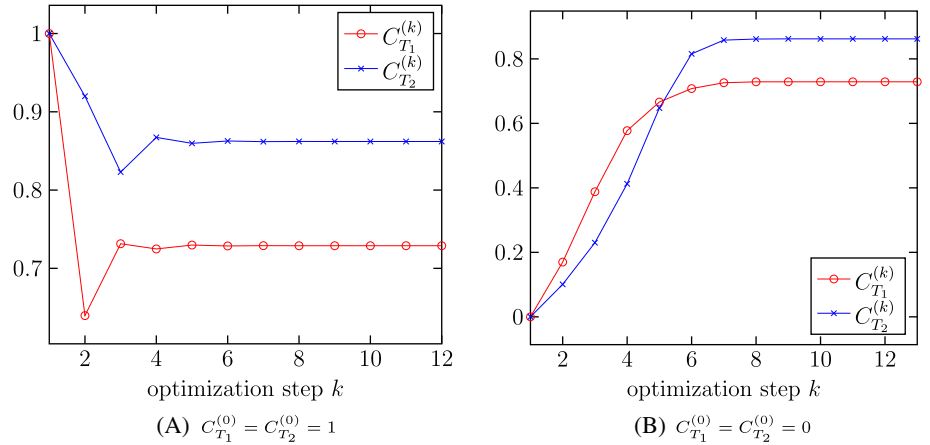 1
0.9
0.8
0.7
2 4 6 8 10 12
optimization step k
C_{T_1}^{(k)}
C_{T_2}^{(k)}
(A) C_{T_1}^{(0)} = C_{T_2}^{(0)} = 1
0.8
0.6
0.4
0.2
0
2 4 6 8 10 12
optimization step k
C_{T_1}^{(k)}
C_{T_2}^{(k)}
(B) C_{T_1}^{(0)} = C_{T_2}^{(0)} = 0